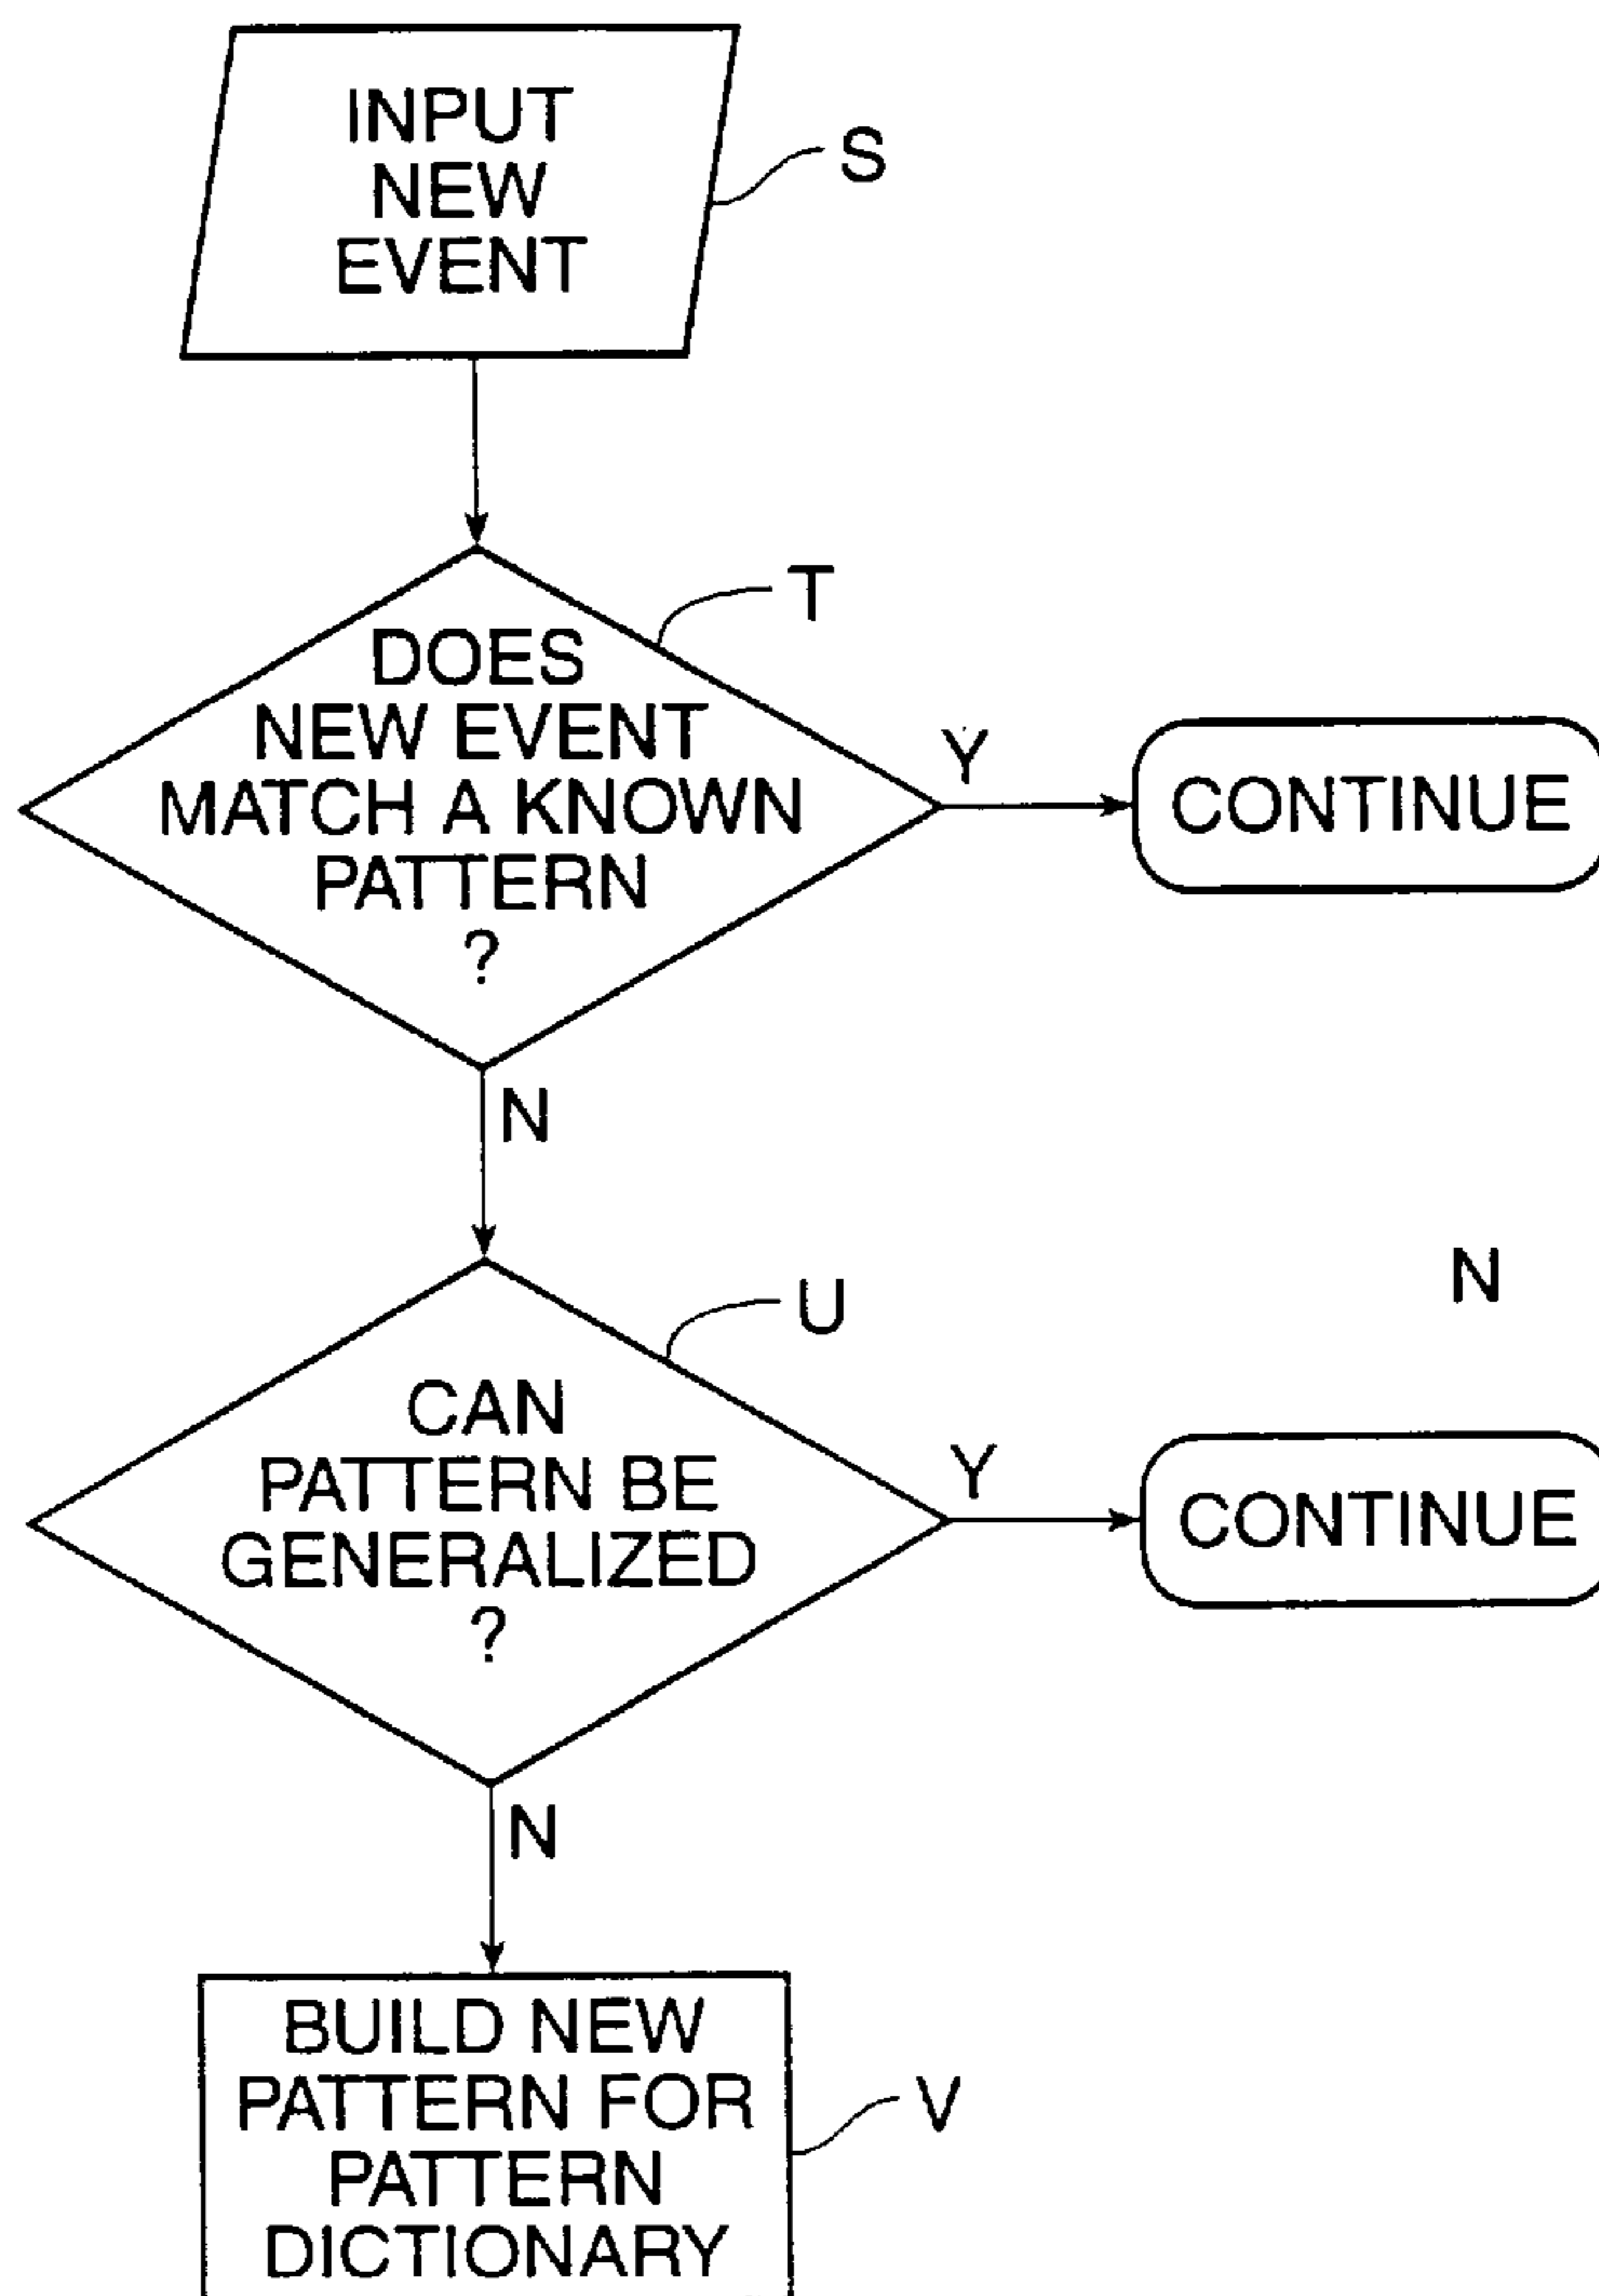 INPUT
NEW
EVENT
S
DOES
NEW EVENT
MATCH A KNOWN
PATTERN
?
T
Y
CONTINUE
N
CAN
PATTERN BE
GENERALIZED
?
U
N
Y
CONTINUE
N
BUILD NEW
PATTERN FOR
PATTERN
DICTIONARY
V